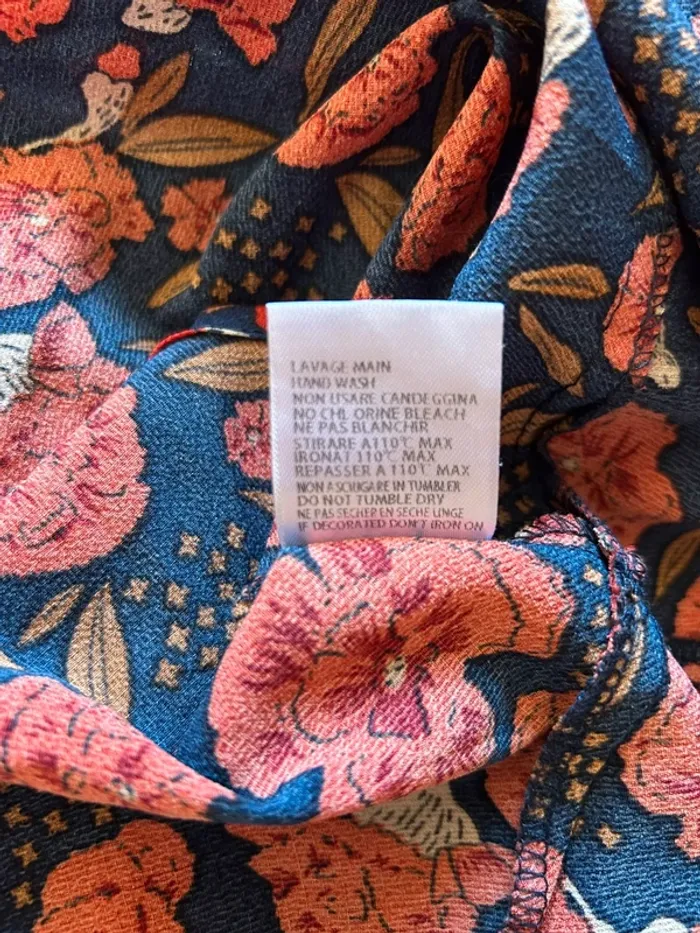 LAVAGE MAIN
HAND WASH
NON USARE CANDEGGINA
NO CHLORINE BLEACH
NE PAS BLANCHIR
STIRARE A 110°C MAX
IRONAT 110°C MAX
REPASSER A 110°C MAX
NON ASOUGARE IN TUMBLER
DO NOT TUMBLE DRY
NE PAS SECHER EN SECHE LINGE
IF DECORATED DON'T IRON ON